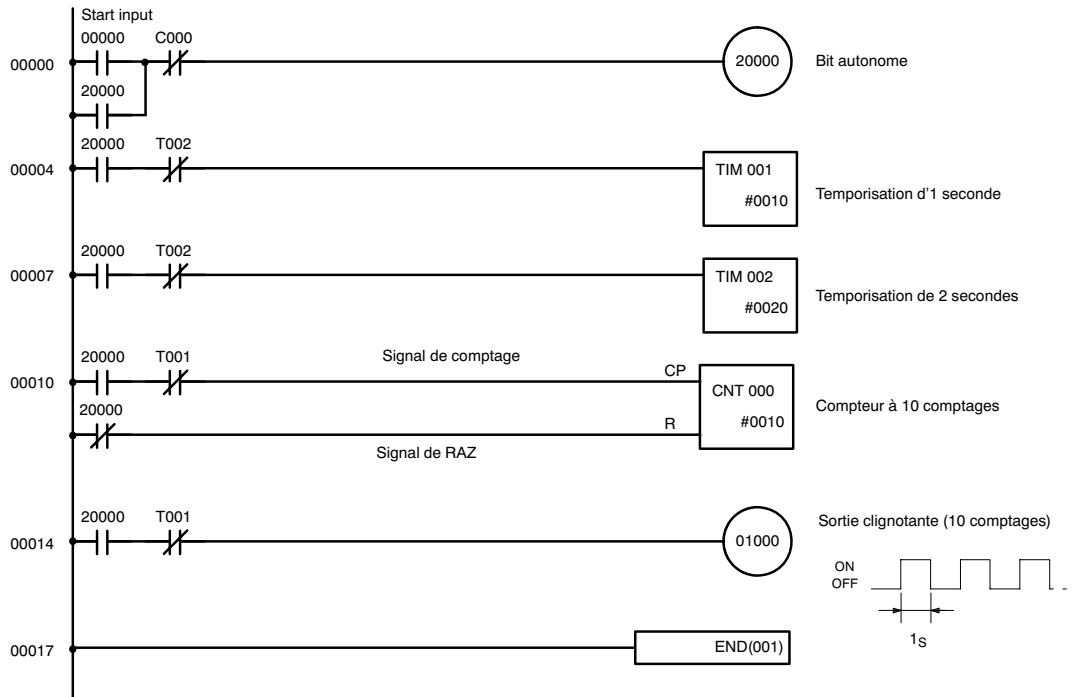 Start input
00000 C000
00000
20000 Bit autonome
20000
20000 T002
00004
TIM 001
#0010
Temporisation d'1 seconde
20000 T002
00007
TIM 002
#0020
Temporisation de 2 secondes
20000 T001
Signal de comptage
CP
00010
CNT 000
#0010
Compteur à 10 comptages
20000
R
Signal de RAZ
20000 T001
00014
01000
Sortie clignotante (10 comptages)
ON
OFF
1S
00017
END(001)